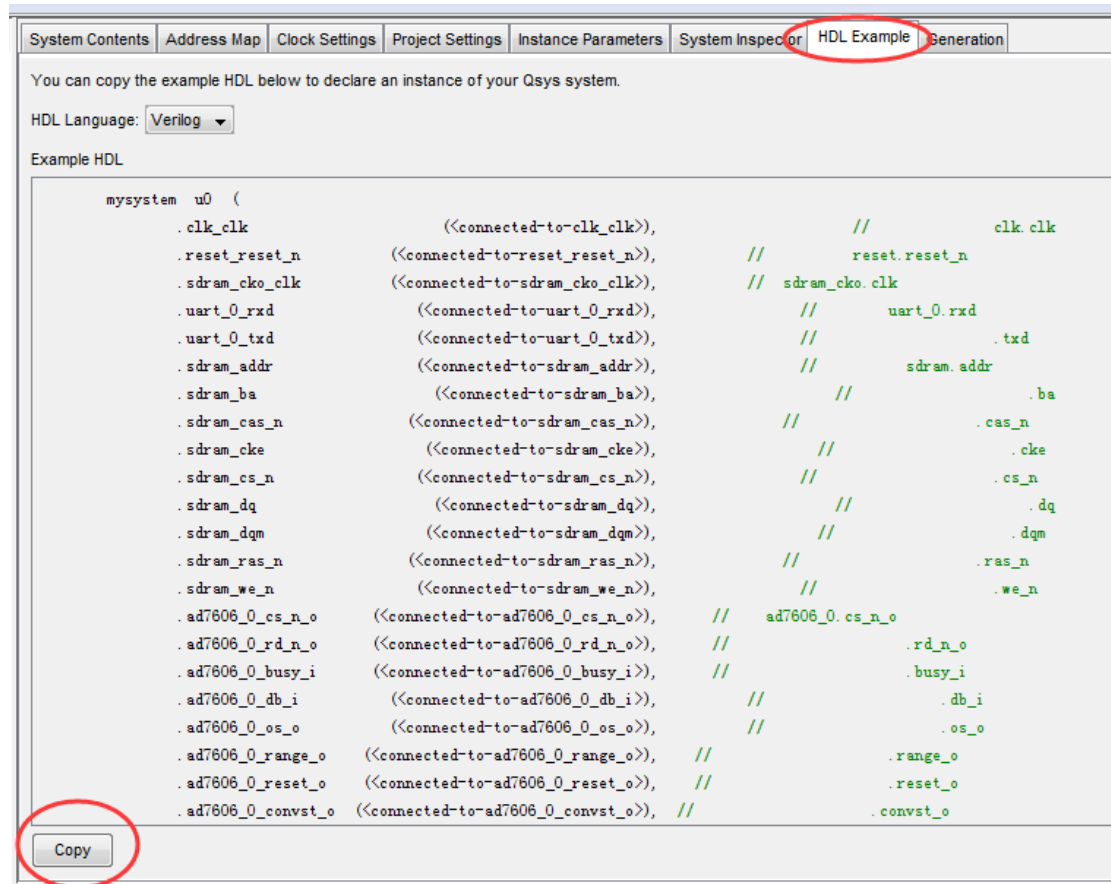 System Contents Address Map Clock Settings Project Settings Instance Parameters System Inspector HDL Example Generation
You can copy the example HDL below to declare an instance of your Qsys system.
HDL Language: Verilog
Example HDL
mysystem u0 (
.clk_clk (<connected-to-clk_clk>), // clk.clk
.reset_reset_n (<connected-to-reset_reset_n>), // reset.reset_n
.sdram_cko_clk (<connected-to-sdram_cko_clk>), // sdram_cko.clk
.uart_0_rxd (<connected-to-uart_0_rxd>), // uart_0.rxd
.uart_0_txd (<connected-to-uart_0_txd>), // .txd
.sdram_addr (<connected-to-sdram_addr>), // sdram.addr
.sdram_ba (<connected-to-sdram_ba>), // .ba
.sdram_cas_n (<connected-to-sdram_cas_n>), // .cas_n
.sdram_cke (<connected-to-sdram_cke>), // .cke
.sdram_cs_n (<connected-to-sdram_cs_n>), // .cs_n
.sdram_dq (<connected-to-sdram_dq>), // .dq
.sdram_dqm (<connected-to-sdram_dqm>), // .dqm
.sdram_ras_n (<connected-to-sdram_ras_n>), // .ras_n
.sdram_we_n (<connected-to-sdram_we_n>), // .we_n
.ad7606_0_cs_n_o (<connected-to-ad7606_0_cs_n_o>), // ad7606_0.cs_n_o
.ad7606_0_rd_n_o (<connected-to-ad7606_0_rd_n_o>), // .rd_n_o
.ad7606_0_busy_i (<connected-to-ad7606_0_busy_i>), // .busy_i
.ad7606_0_db_i (<connected-to-ad7606_0_db_i>), // .db_i
.ad7606_0_os_o (<connected-to-ad7606_0_os_o>), // .os_o
.ad7606_0_range_o (<connected-to-ad7606_0_range_o>), // .range_o
.ad7606_0_reset_o (<connected-to-ad7606_0_reset_o>), // .reset_o
.ad7606_0_convst_o (<connected-to-ad7606_0_convst_o>), // .convst_o
Copy